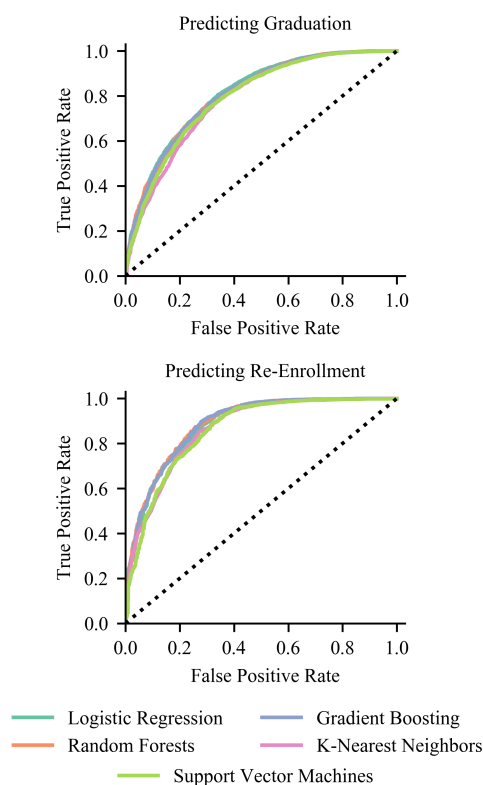 Predicting Graduation
1.0
0.8
0.6
0.4
0.2
0.0
True Positive Rate
0.0 0.2 0.4 0.6 0.8 1.0
False Positive Rate
Predicting Re-Enrollment
1.0
0.8
0.6
0.4
0.2
0.0
True Positive Rate
0.0 0.2 0.4 0.6 0.8 1.0
False Positive Rate
Logistic Regression Gradient Boosting
Random Forests K-Nearest Neighbors
Support Vector Machines